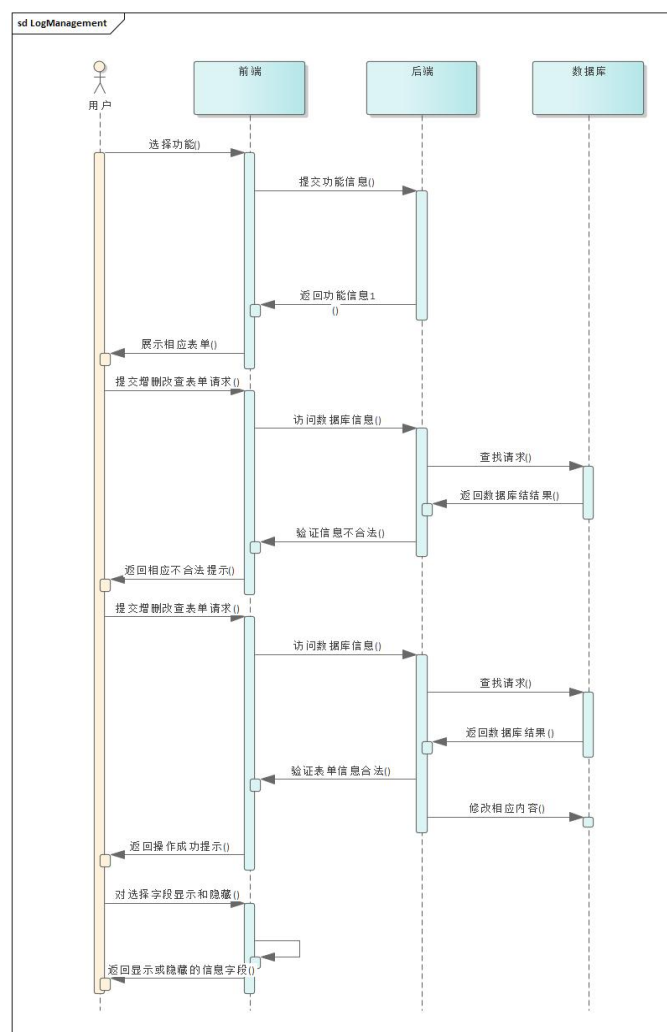 sd LogManagement
前端
后端
数据库
用户
选择功能()
提交功能信息()
返回功能信息1
()
展示相应表单()
提交增删改查表单请求()
访问数据库信息()
查找请求()
返回数据库结结果()
验证信息不合法()
返回相应不合法提示()
提交增删改查表单请求()
访问数据库信息()
查找请求()
返回数据库结果()
验证表单信息合法()
修改相应内容()
返回操作成功提示()
对选择字段显示和隐藏()
返回显示或隐藏的信息字段()